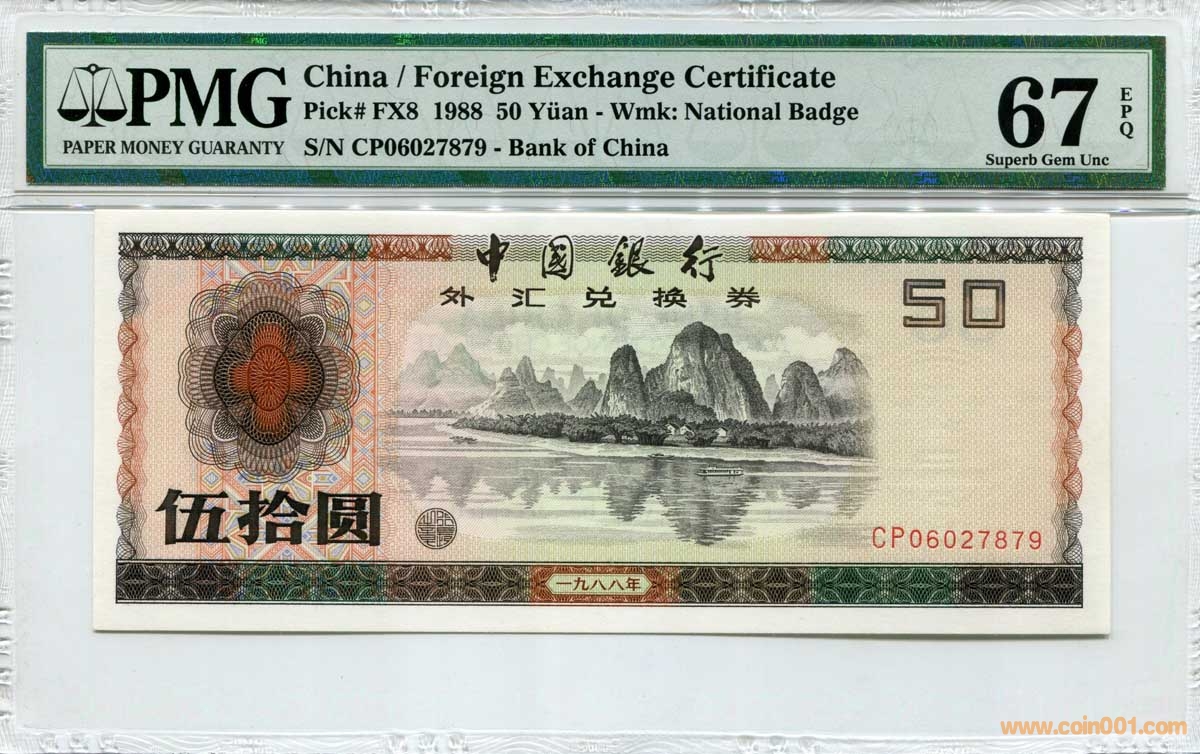 PMG
PAPER MONEY GUARANTY
China / Foreign Exchange Certificate
Pick# FX8 1988 50 Yüan - Wmk: National Badge
S/N CP06027879 - Bank of China
67
EPQ
Superb Gem Unc
中國銀行
外汇兑换券
50
伍拾圆
CP06027879
一九八八年
www.coin001.com